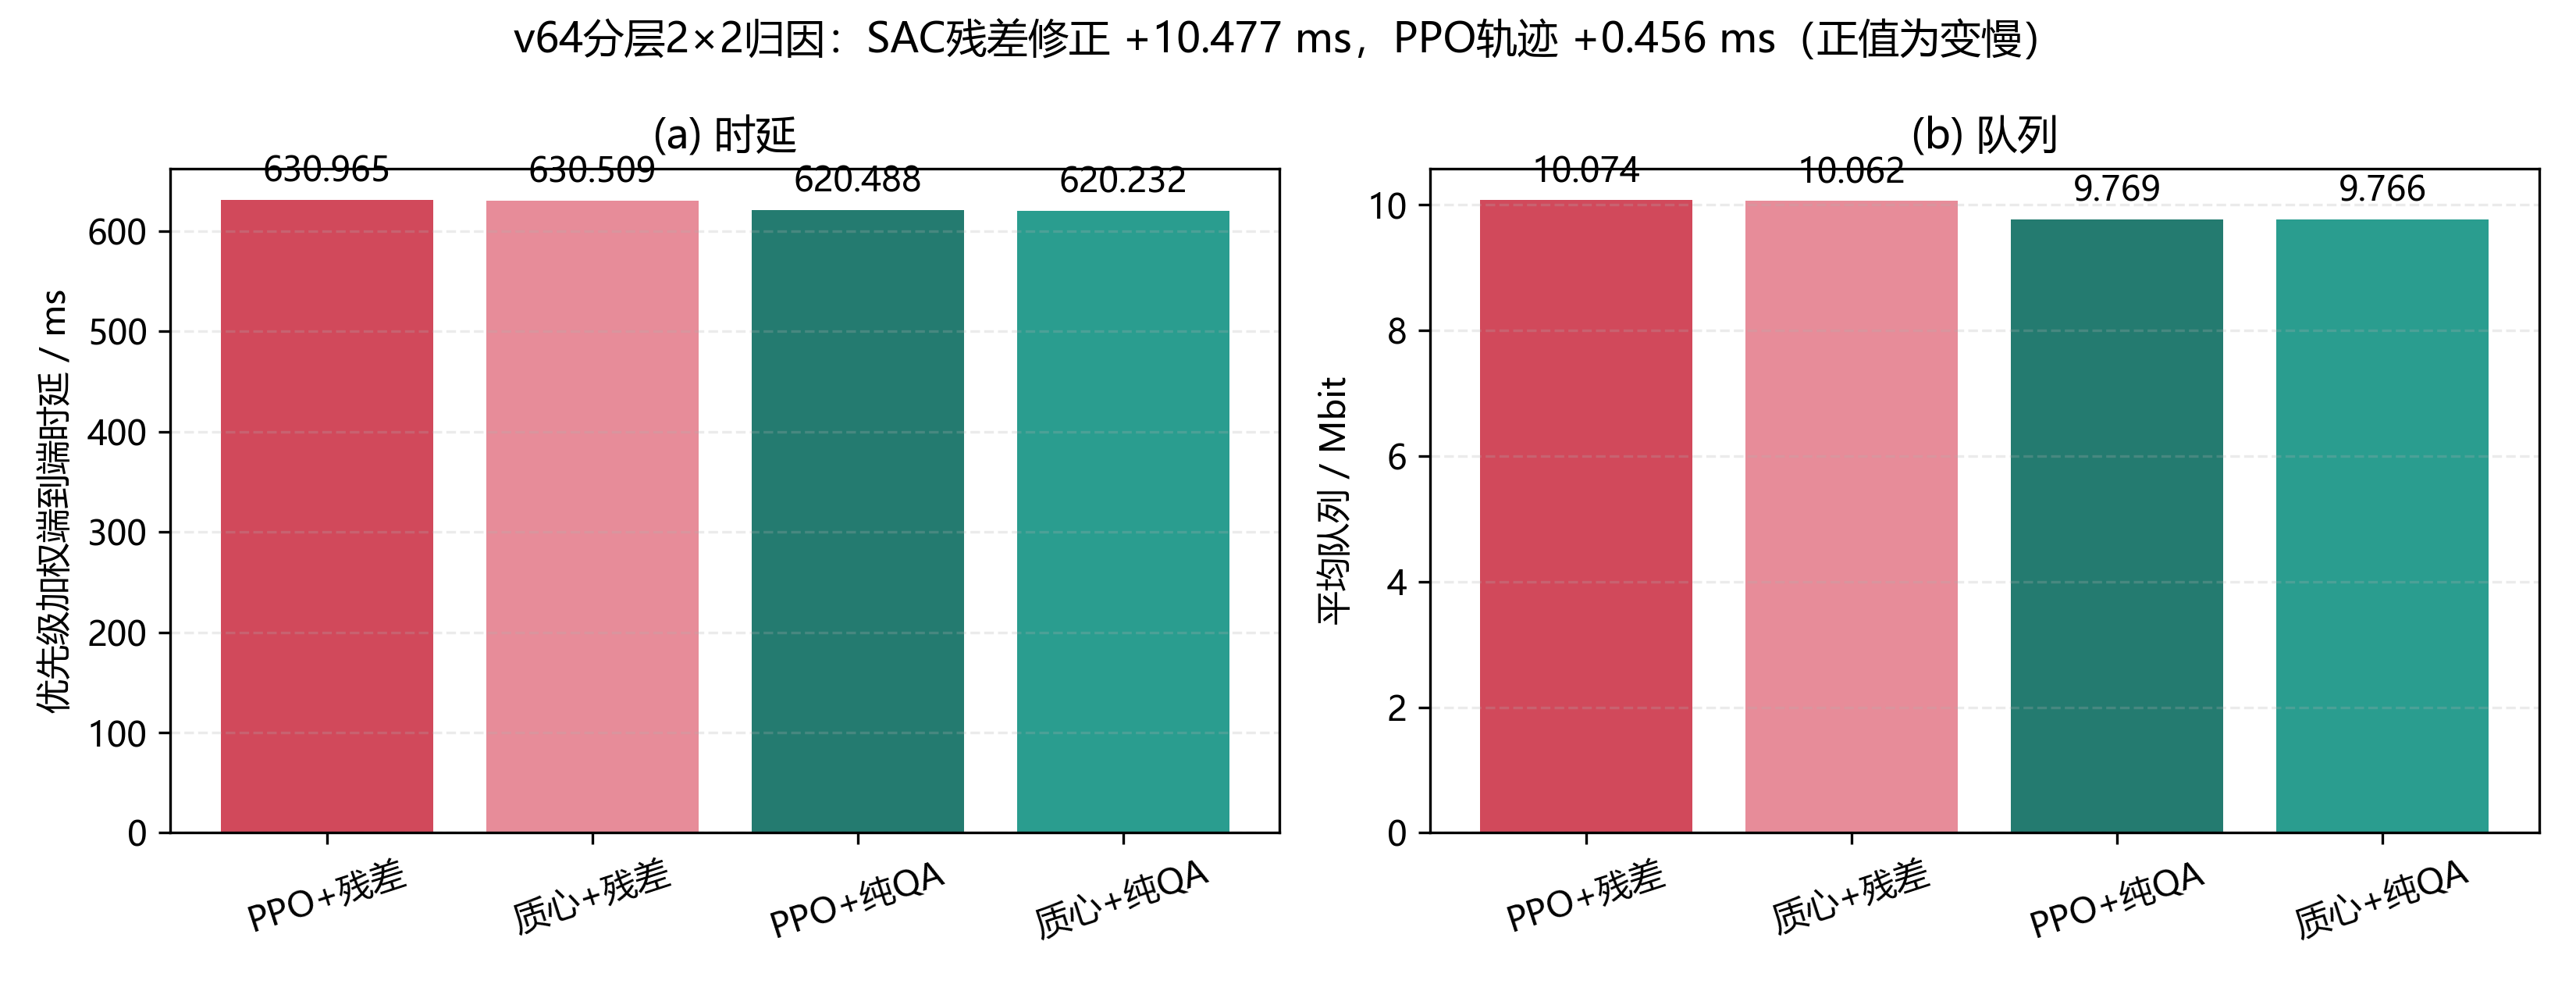 v64分层2×2归因：SAC残差修正 +10.477 ms，PPO轨迹 +0.456 ms（正值为变慢）
(a) 时延
优先级加权端到端时延 / ms
600
500
400
300
200
100
0
630.965
630.509
620.488
620.232
PPO+残差
质心+残差
PPO+纯QA
质心+纯QA
(b) 队列
平均队列 / Mbit
10
8
6
4
2
0
10.074
10.062
9.769
9.766
PPO+残差
质心+残差
PPO+纯QA
质心+纯QA